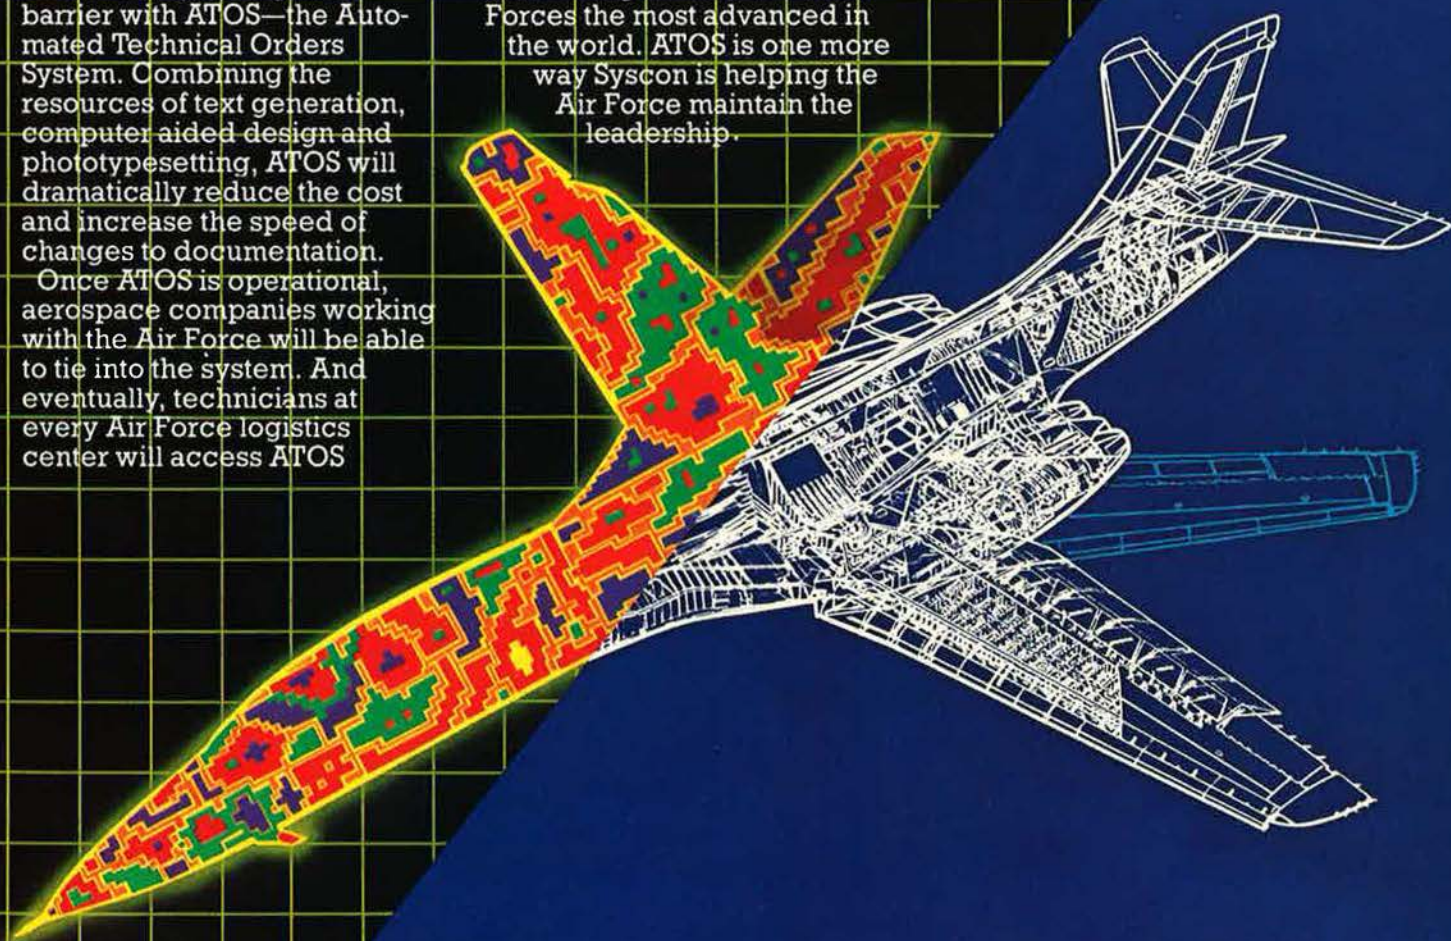 barrier with ATOS—the Auto-
mated Technical Orders
System. Combining the
resources of text generation,
computer aided design and
phototypesetting, ATOS will
dramatically reduce the cost
and increase the speed of
changes to documentation.
Once ATOS is operational,
aerospace companies working
with the Air Force will be able
to tie into the system. And
eventually, technicians at
every Air Force logistics
center will access ATOS
Forces the most advanced in
the world. ATOS is one more
way Syscon is helping the
Air Force maintain the
leadership.